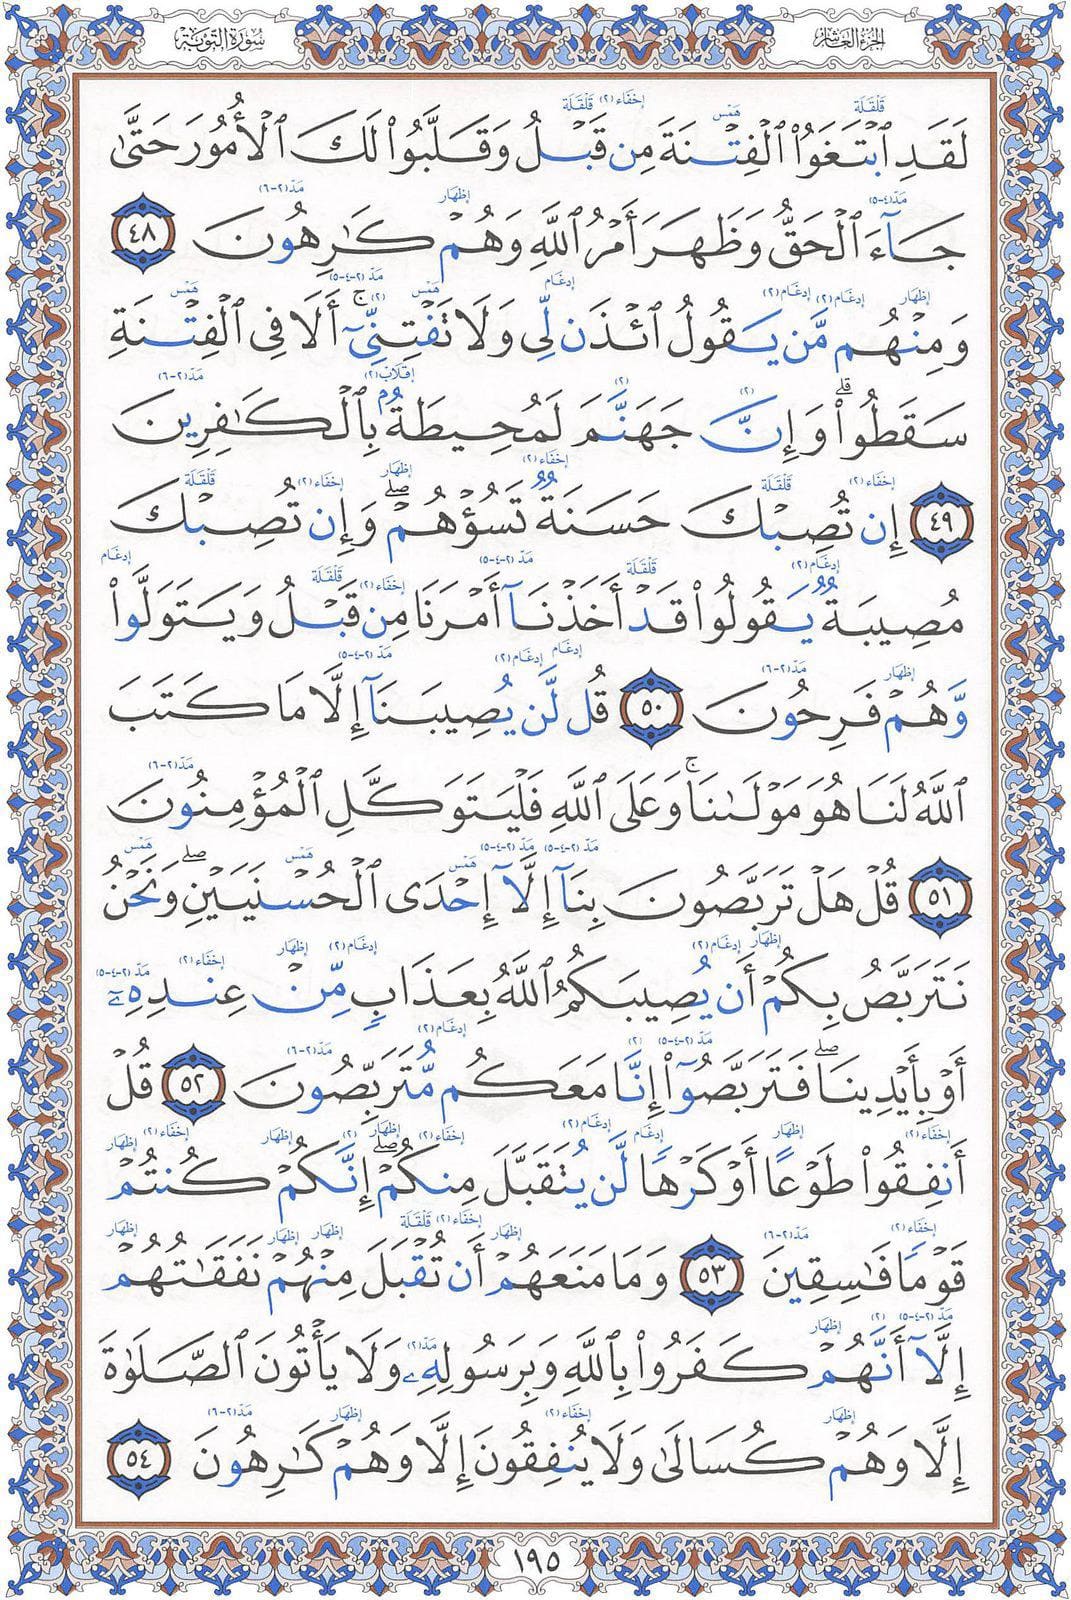 سورة التوبة
الجزء العاشر
لَقَدِ ٱبْتَغَوُا۟ ٱلْفِتْنَةَ مِن قَبْلُ وَقَلَّبُوا۟ لَكَ ٱلْأُمُورَ حَتَّىٰ
جَآءَ ٱلْحَقُّ وَظَهَرَ أَمْرُ ٱللَّهِ وَهُمْ كَـٰرِهُونَ ٤٨
وَمِنْهُم مَّن يَقُولُ ٱئْذَن لِّى وَلَا تَفْتِنِّىٓ ۚ أَلَا فِى ٱلْفِتْنَةِ
سَقَطُوا۟ ۗ وَإِنَّ جَهَنَّمَ لَمُحِيطَةٌۢ بِٱلْكَـٰفِرِينَ
٤٩ إِن تُصِبْكَ حَسَنَةٌ تَسُؤْهُمْ ۖ وَإِن تُصِبْكَ
مُصِيبَةٌ يَقُولُوا۟ قَدْ أَخَذْنَآ أَمْرَنَا مِن قَبْلُ وَيَتَوَلَّوا۟
وَّهُمْ فَرِحُونَ ٥٠ قُل لَّن يُصِيبَنَآ إِلَّا مَا كَتَبَ
ٱللَّهُ لَنَا هُوَ مَوْلَىٰنَا ۚ وَعَلَى ٱللَّهِ فَلْيَتَوَكَّلِ ٱلْمُؤْمِنُونَ
٥١ قُلْ هَلْ تَرَبَّصُونَ بِنَآ إِلَّآ إِحْدَى ٱلْحُسْنَيَيْنِ ۖ وَنَحْنُ
نَتَرَبَّصُ بِكُمْ أَن يُصِيبَكُمُ ٱللَّهُ بِعَذَابٍ مِّنْ عِندِهِۦٓ
أَوْ بِأَيْدِينَا ۖ فَتَرَبَّصُوٓا۟ إِنَّا مَعَكُم مُّتَرَبِّصُونَ ٥٢ قُلْ
أَنفِقُوا۟ طَوْعًا أَوْ كَرْهًا لَّن يُتَقَبَّلَ مِنكُمْ ۖ إِنَّكُمْ كُنتُمْ
قَوْمًا فَـٰسِقِينَ ٥٣ وَمَا مَنَعَهُمْ أَن تُقْبَلَ مِنْهُمْ نَفَقَـٰتُهُمْ
إِلَّآ أَنَّهُمْ كَفَرُوا۟ بِٱللَّهِ وَبِرَسُولِهِۦ وَلَا يَأْتُونَ ٱلصَّلَوٰةَ
إِلَّا وَهُمْ كُسَالَىٰ وَلَا يُنفِقُونَ إِلَّا وَهُمْ كَـٰرِهُونَ ٥٤
١٩٥